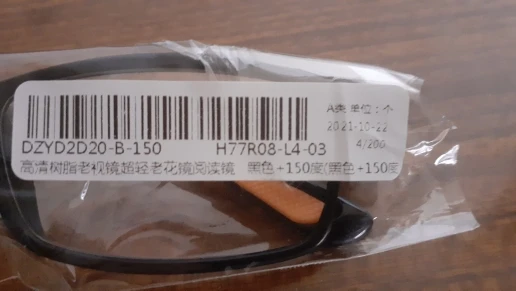 A类 单位:个
2021-10-22
4/200
DZYD2D20-B-150 H77R08-L4-03
高清树脂老视镜超轻老花镜阅读镜 黑色+150度(黑色+150度